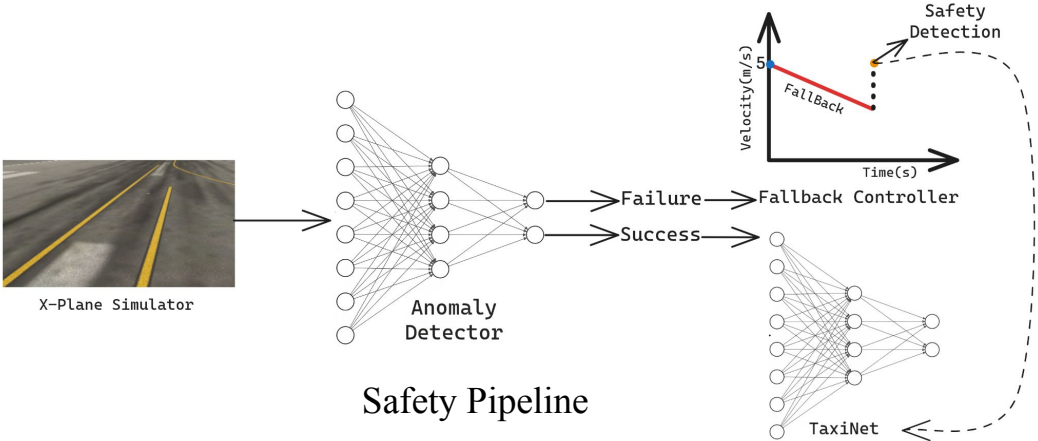 Safety
Detection
Velocity(m/s)
5
FallBack
Time(s)
Failure
Fallback Controller
Success
X-Plane Simulator
Anomaly
Detector
TaxiNet
Safety Pipeline